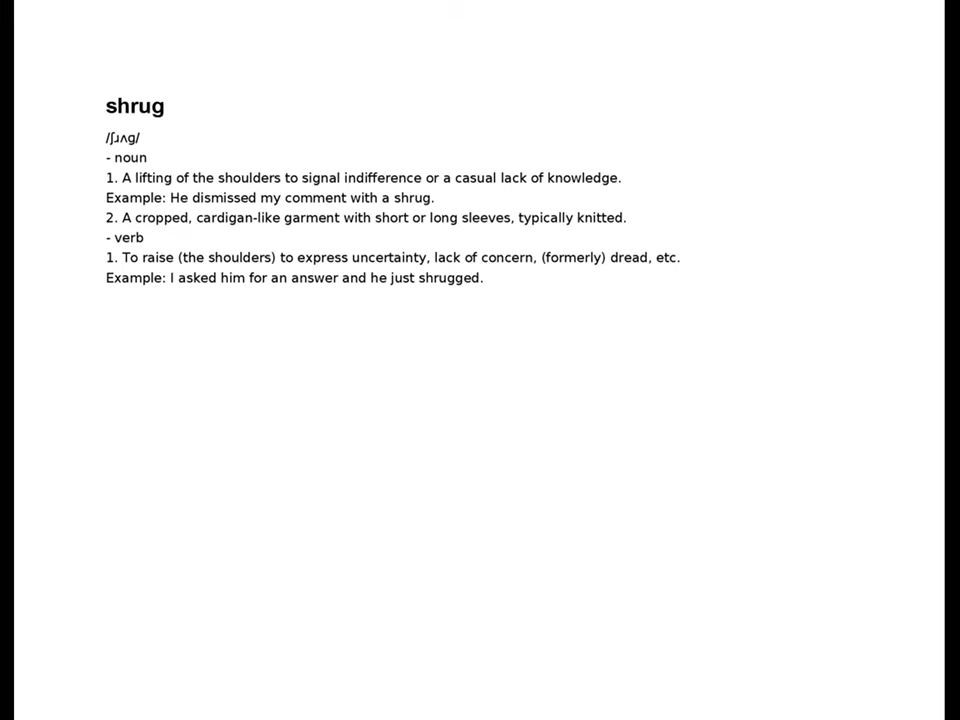 shrug
/ʃɹʌɡ/
- noun
1. A lifting of the shoulders to signal indifference or a casual lack of knowledge.
Example: He dismissed my comment with a shrug.
2. A cropped, cardigan-like garment with short or long sleeves, typically knitted.
- verb
1. To raise (the shoulders) to express uncertainty, lack of concern, (formerly) dread, etc.
Example: I asked him for an answer and he just shrugged.